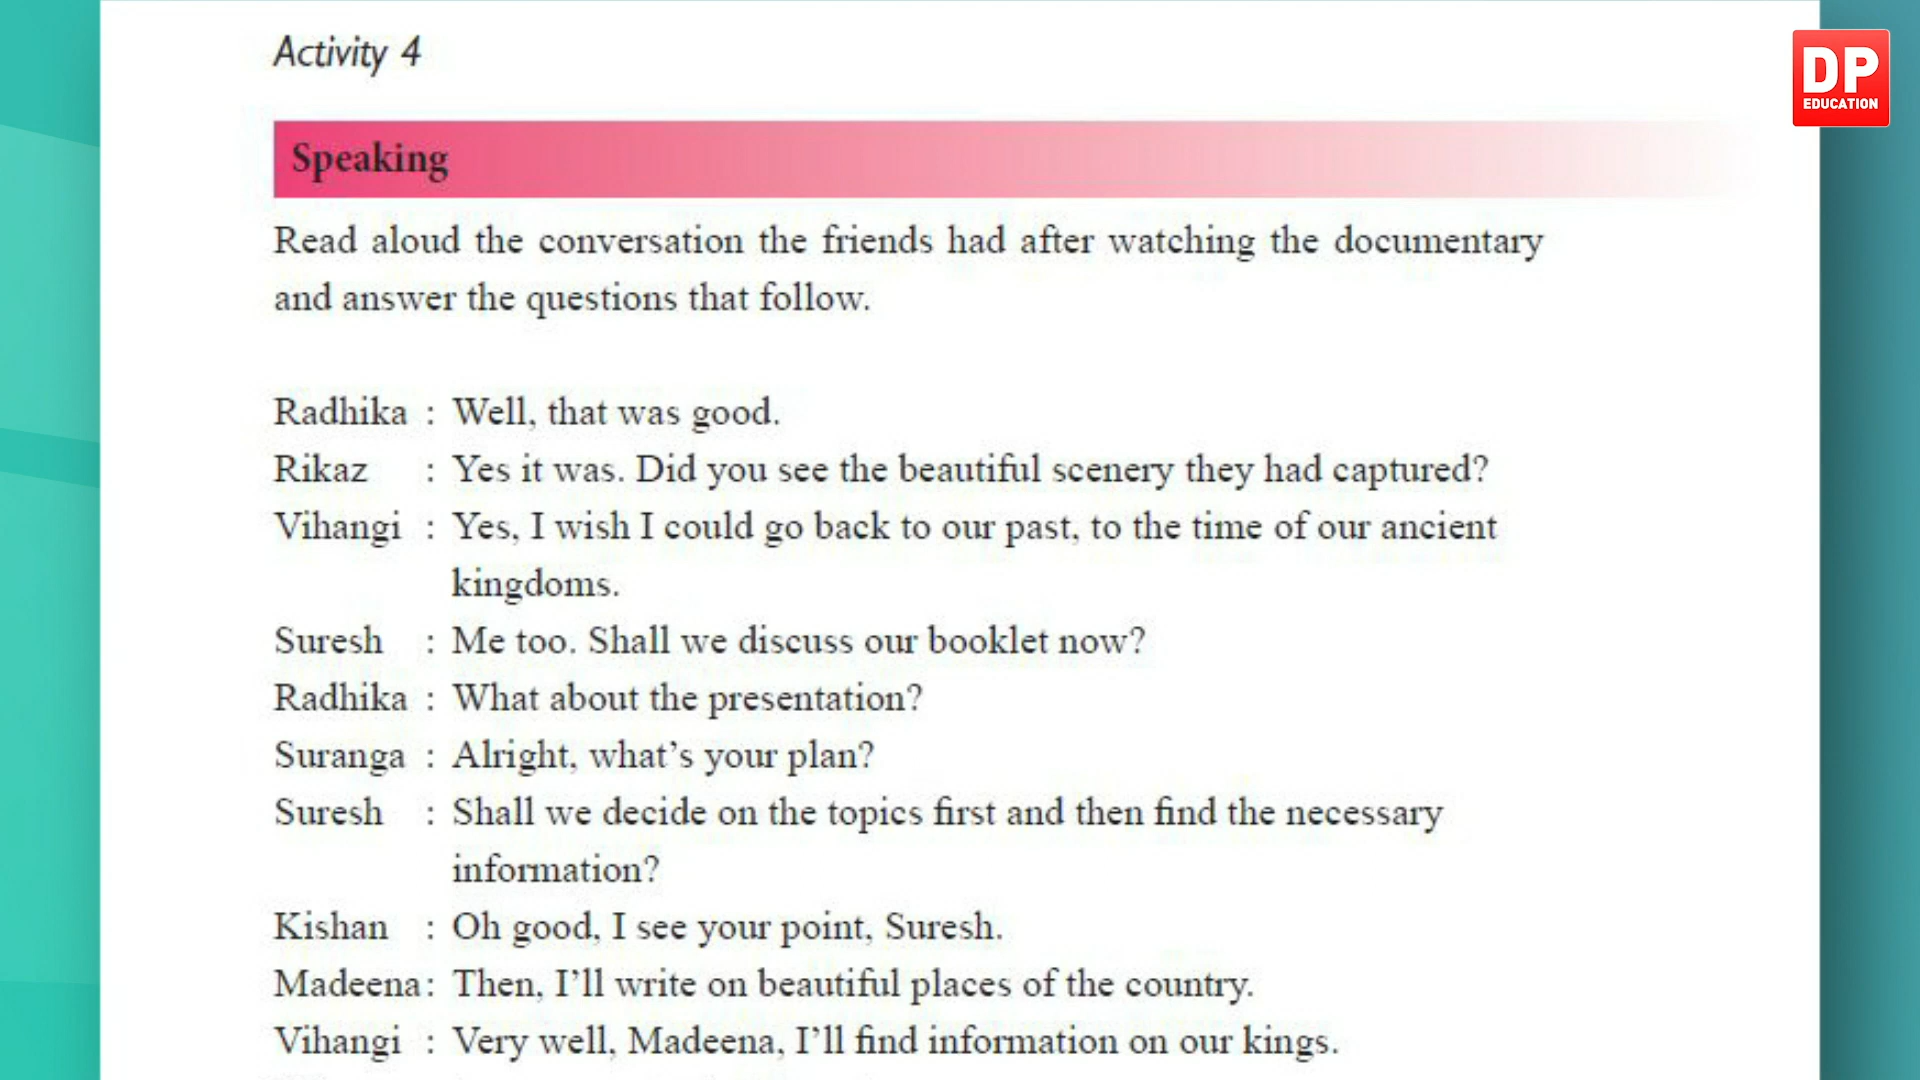 Activity 4
DP
EDUCATION
Speaking
Read aloud the conversation the friends had after watching the documentary
and answer the questions that follow.
Radhika : Well, that was good.
Rikaz : Yes it was. Did you see the beautiful scenery they had captured?
Vihangi : Yes, I wish I could go back to our past, to the time of our ancient
kingdoms.
Suresh : Me too. Shall we discuss our booklet now?
Radhika : What about the presentation?
Suranga : Alright, what's your plan?
Suresh : Shall we decide on the topics first and then find the necessary
information?
Kishan : Oh good, I see your point, Suresh.
Madeena : Then, I'll write on beautiful places of the country.
Vihangi : Very well, Madeena, I'll find information on our kings.